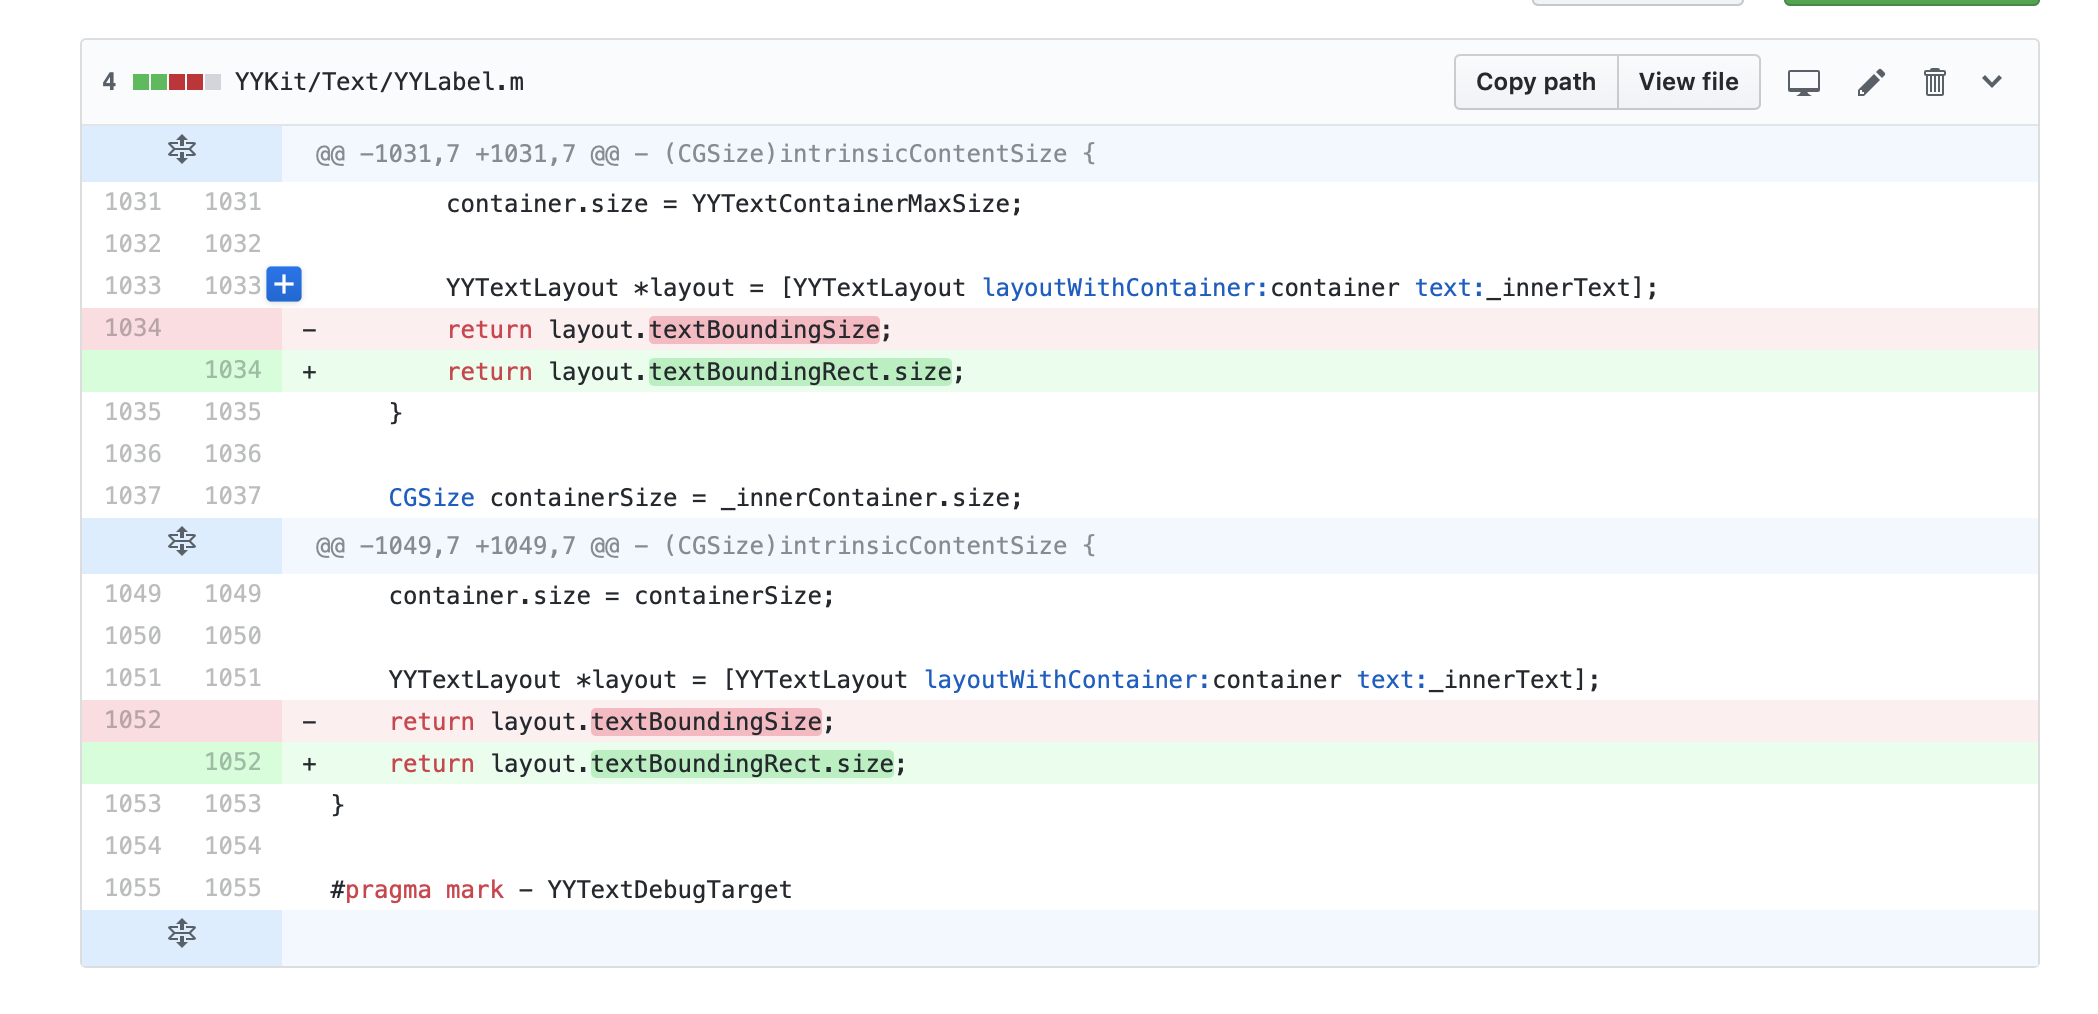 4 YYKit/Text/YYLabel.m Copy path View file
@@ -1031,7 +1031,7 @@ - (CGSize)intrinsicContentSize {
1031 1031 container.size = YYTextContainerMaxSize;
1032 1032
1033 1033 + YYTextLayout *layout = [YYTextLayout layoutWithContainer:container text:_innerText];
1034 - return layout.textBoundingSize;
1034 + return layout.textBoundingRect.size;
1035 1035 }
1036 1036
1037 1037 CGSize containerSize = _innerContainer.size;
@@ -1049,7 +1049,7 @@ - (CGSize)intrinsicContentSize {
1049 1049 container.size = containerSize;
1050 1050
1051 1051 YYTextLayout *layout = [YYTextLayout layoutWithContainer:container text:_innerText];
1052 - return layout.textBoundingSize;
1052 + return layout.textBoundingRect.size;
1053 1053 }
1054 1054
1055 1055 #pragma mark - YYTextDebugTarget